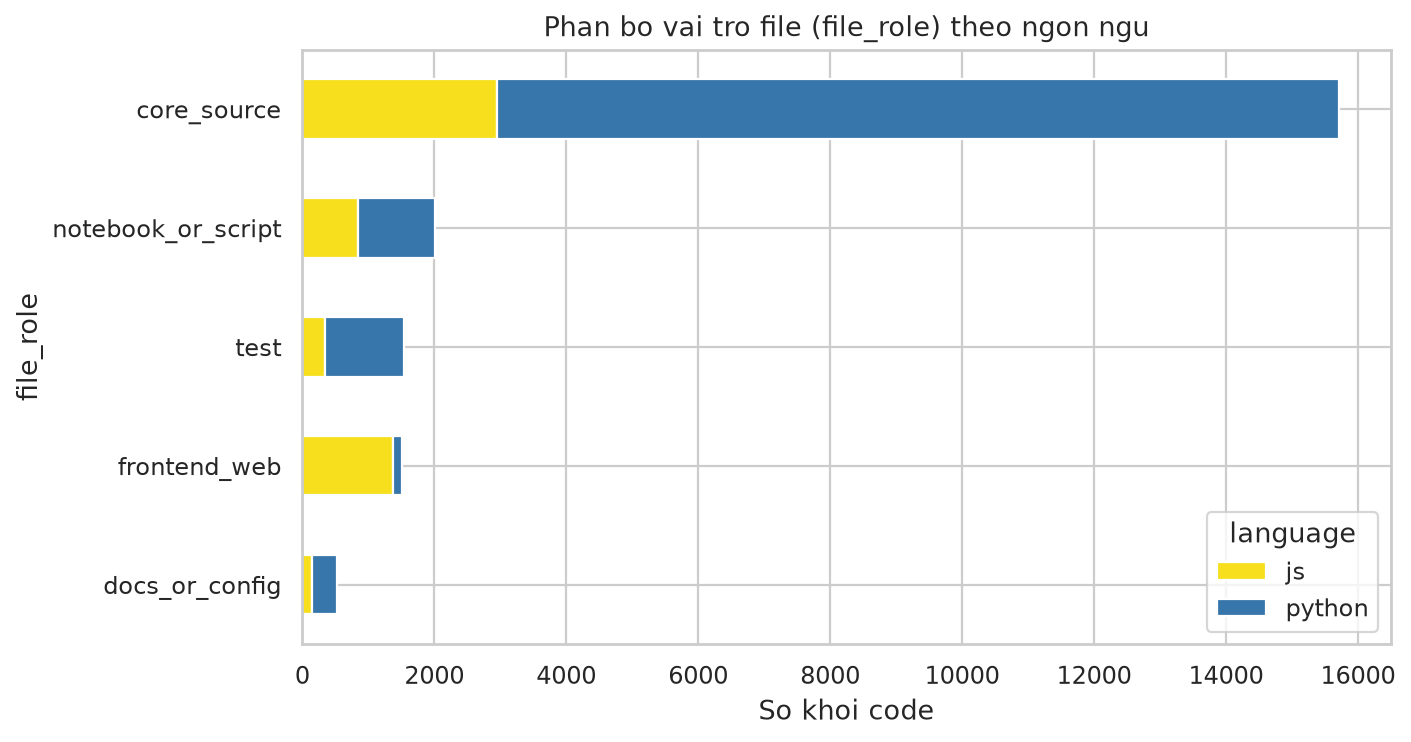 Phan bo vai tro file (file_role) theo ngon ngu
core_source
notebook_or_script
test
frontend_web
docs_or_config
file_role
0 2000 4000 6000 8000 10000 12000 14000 16000
So khoi code
language
js
python